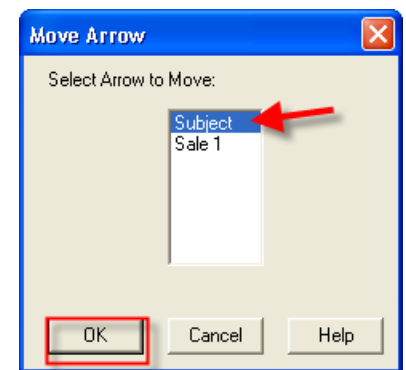 Move Arrow
Select Arrow to Move:
Subject
Sale 1
OK Cancel Help